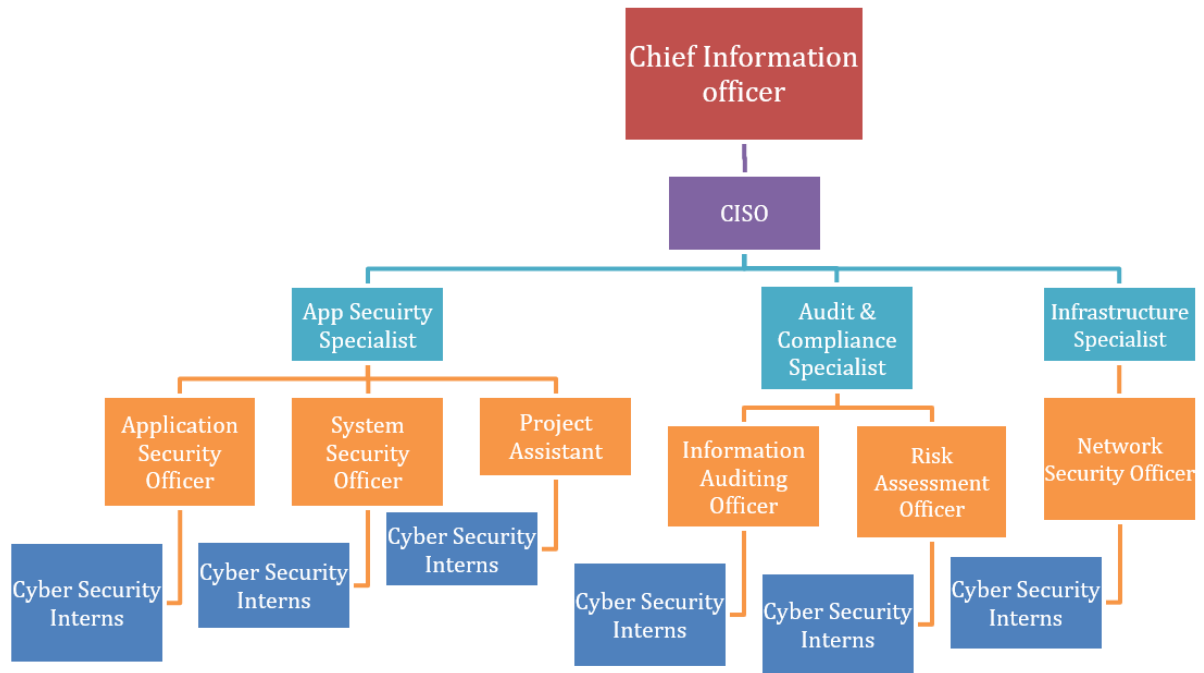 Chief Information
officer
CISO
App Secuirty
Specialist
Audit &
Compliance
Specialist
Infrastructure
Specialist
Application
Security
Officer
System
Security
Officer
Project
Assistant
Information
Auditing
Officer
Risk
Assessment
Officer
Network
Security Officer
Cyber Security
Interns
Cyber Security
Interns
Cyber Security
Interns
Cyber Security
Interns
Cyber Security
Interns
Cyber Security
Interns